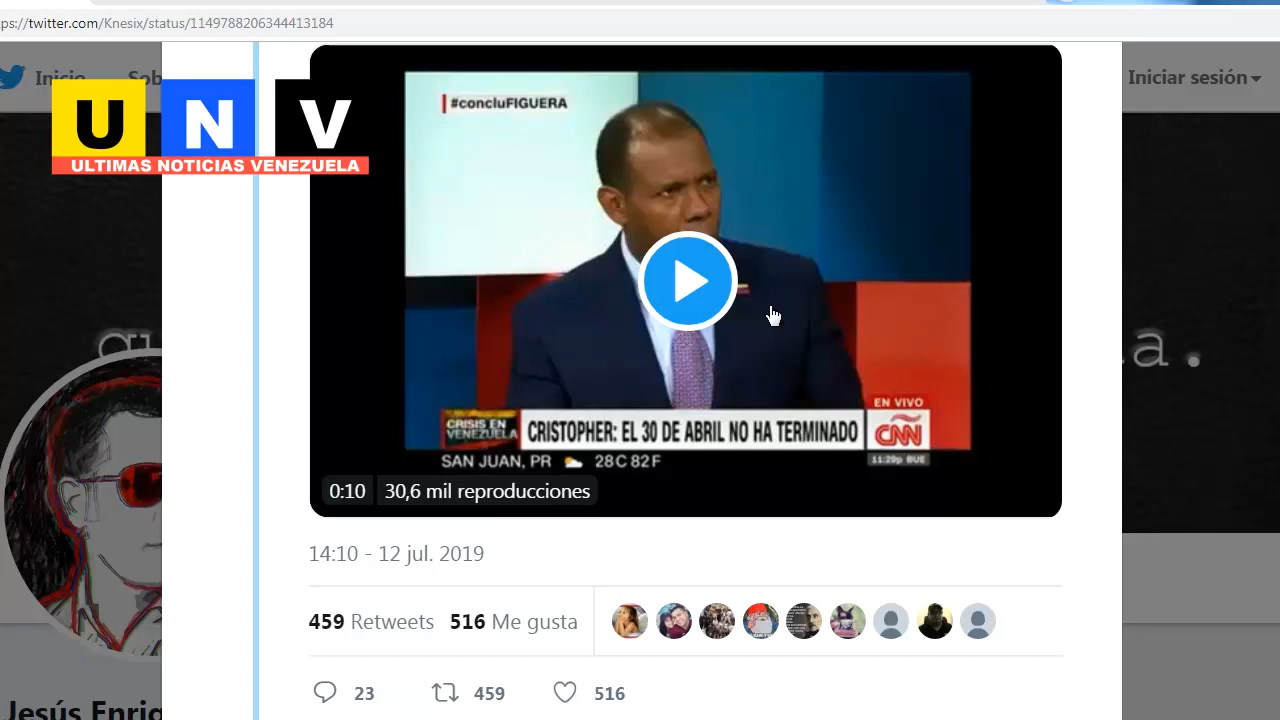 ps://twitter.com/Knesix/status/1149788206344413184
Inicio
Sob
Iniciar sesión
U N V
ULTIMAS NOTICIAS VENEZUELA
#concluFIGUERA
a.
EN VIVO
CRISIS EN
VENEZUELA
CRISTOPHER: EL 30 DE ABRIL NO HA TERMINADO
CNN
SAN JUAN, PR 28C 82F
11:29p BUE
0:10 30,6 mil reproducciones
14:10 - 12 jul. 2019
459 Retweets 516 Me gusta
23 459 516
Jesús Enriq